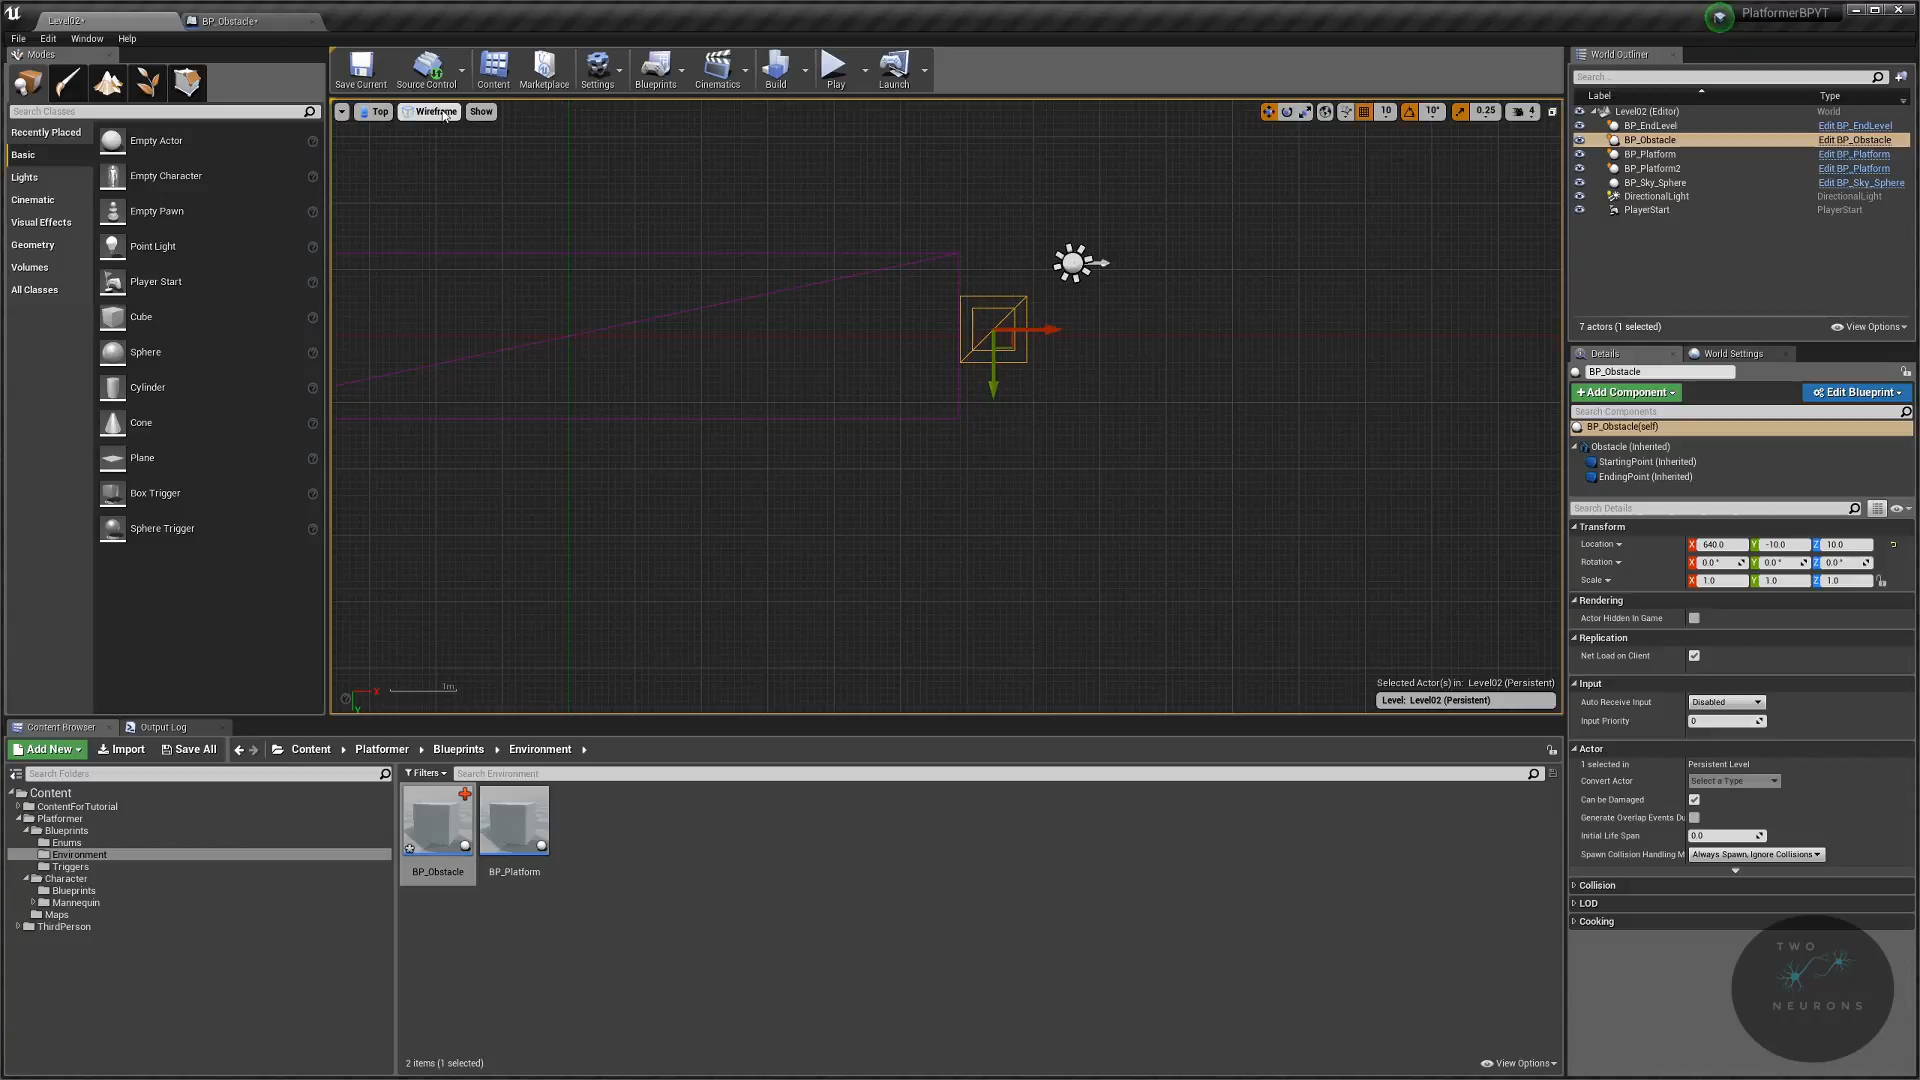 Level02*
BP_Obstacle*
PlatformerBPYT
File Edit Window Help
Modes
Search Classes
Recently Placed
Basic
Lights
Cinematic
Visual Effects
Geometry
Volumes
All Classes
Empty Actor
Empty Character
Empty Pawn
Point Light
Player Start
Cube
Sphere
Cylinder
Cone
Plane
Box Trigger
Sphere Trigger
Save Current
Source Control
Content
Marketplace
Settings
Blueprints
Cinematics
Build
Play
Launch
Top
Wireframe
Show
10
10°
0.25
4
X
Y
1m
Selected Actor(s) in: Level02 (Persistent)
Level: Level02 (Persistent)
World Outliner
Search...
Label Type
Level02 (Editor) World
BP_EndLevel Edit BP_EndLevel
BP_Obstacle Edit BP_Obstacle
BP_Platform Edit BP_Platform
BP_Platform2 Edit BP_Platform
BP_Sky_Sphere Edit BP_Sky_Sphere
DirectionalLight DirectionalLight
PlayerStart PlayerStart
7 actors (1 selected)
View Options
Details
World Settings
BP_Obstacle
+Add Component
Edit Blueprint
Search Components
BP_Obstacle(self)
Obstacle (Inherited)
StartingPoint (Inherited)
EndingPoint (Inherited)
Search Details
Transform
Location X 640.0 Y -10.0 Z 10.0
Rotation X 0.0° Y 0.0° Z 0.0°
Scale X 1.0 Y 1.0 Z 1.0
Rendering
Actor Hidden In Game
Replication
Net Load on Client
Input
Auto Receive Input Disabled
Input Priority 0
Actor
1 selected in Persistent Level
Convert Actor Select a Type
Can be Damaged
Generate Overlap Events Du
Initial Life Span 0.0
Spawn Collision Handling M Always Spawn, Ignore Collisions
Collision
LOD
Cooking
TWO
NEURONS
Content Browser
Output Log
Add New Import Save All Content Platformer Blueprints Environment
Search Folders
Filters
Search Environment
Content
ContentForTutorial
Platformer
Blueprints
Enums
Environment
Triggers
Character
Blueprints
Mannequin
Maps
ThirdPerson
BP_Obstacle
BP_Platform
2 items (1 selected)
View Options